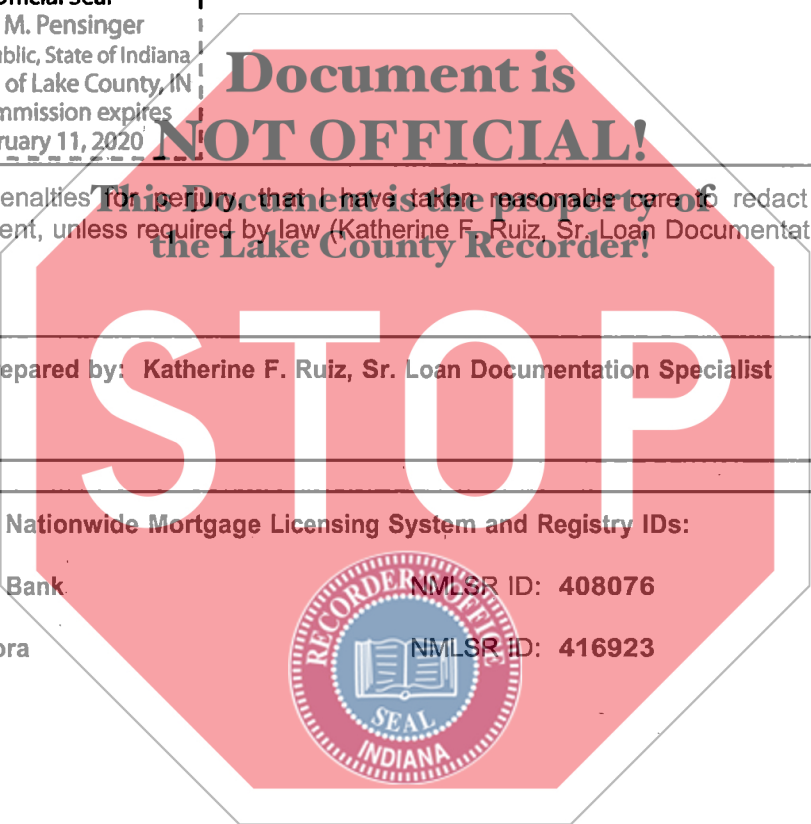 Official Seal
M. Pensinger
blic, State of Indiana
of Lake County, IN
mmission expires
ruary 11, 2020
Document is
NOT OFFICIAL!
This Document is the property of
the Lake County Recorder!
enalties for perjury, that I have taken reasonable care to redact
ent, unless required by law (Katherine F. Ruiz, Sr. Loan Documentat
STOP
epared by: Katherine F. Ruiz, Sr. Loan Documentation Specialist
Nationwide Mortgage Licensing System and Registry IDs:
Bank NMLSR ID: 408076
ora NMLSR ID: 416923
RECORDER'S OFFICE
SEAL
INDIANA